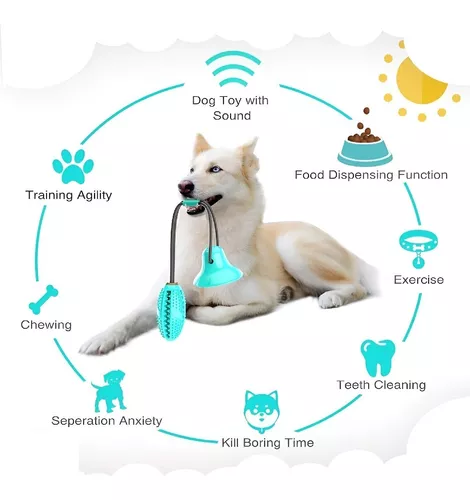 Dog Toy with
Sound
Food Dispensing Function
Training Agility
Exercise
Chewing
Teeth Cleaning
Seperation Anxiety
Kill Boring Time